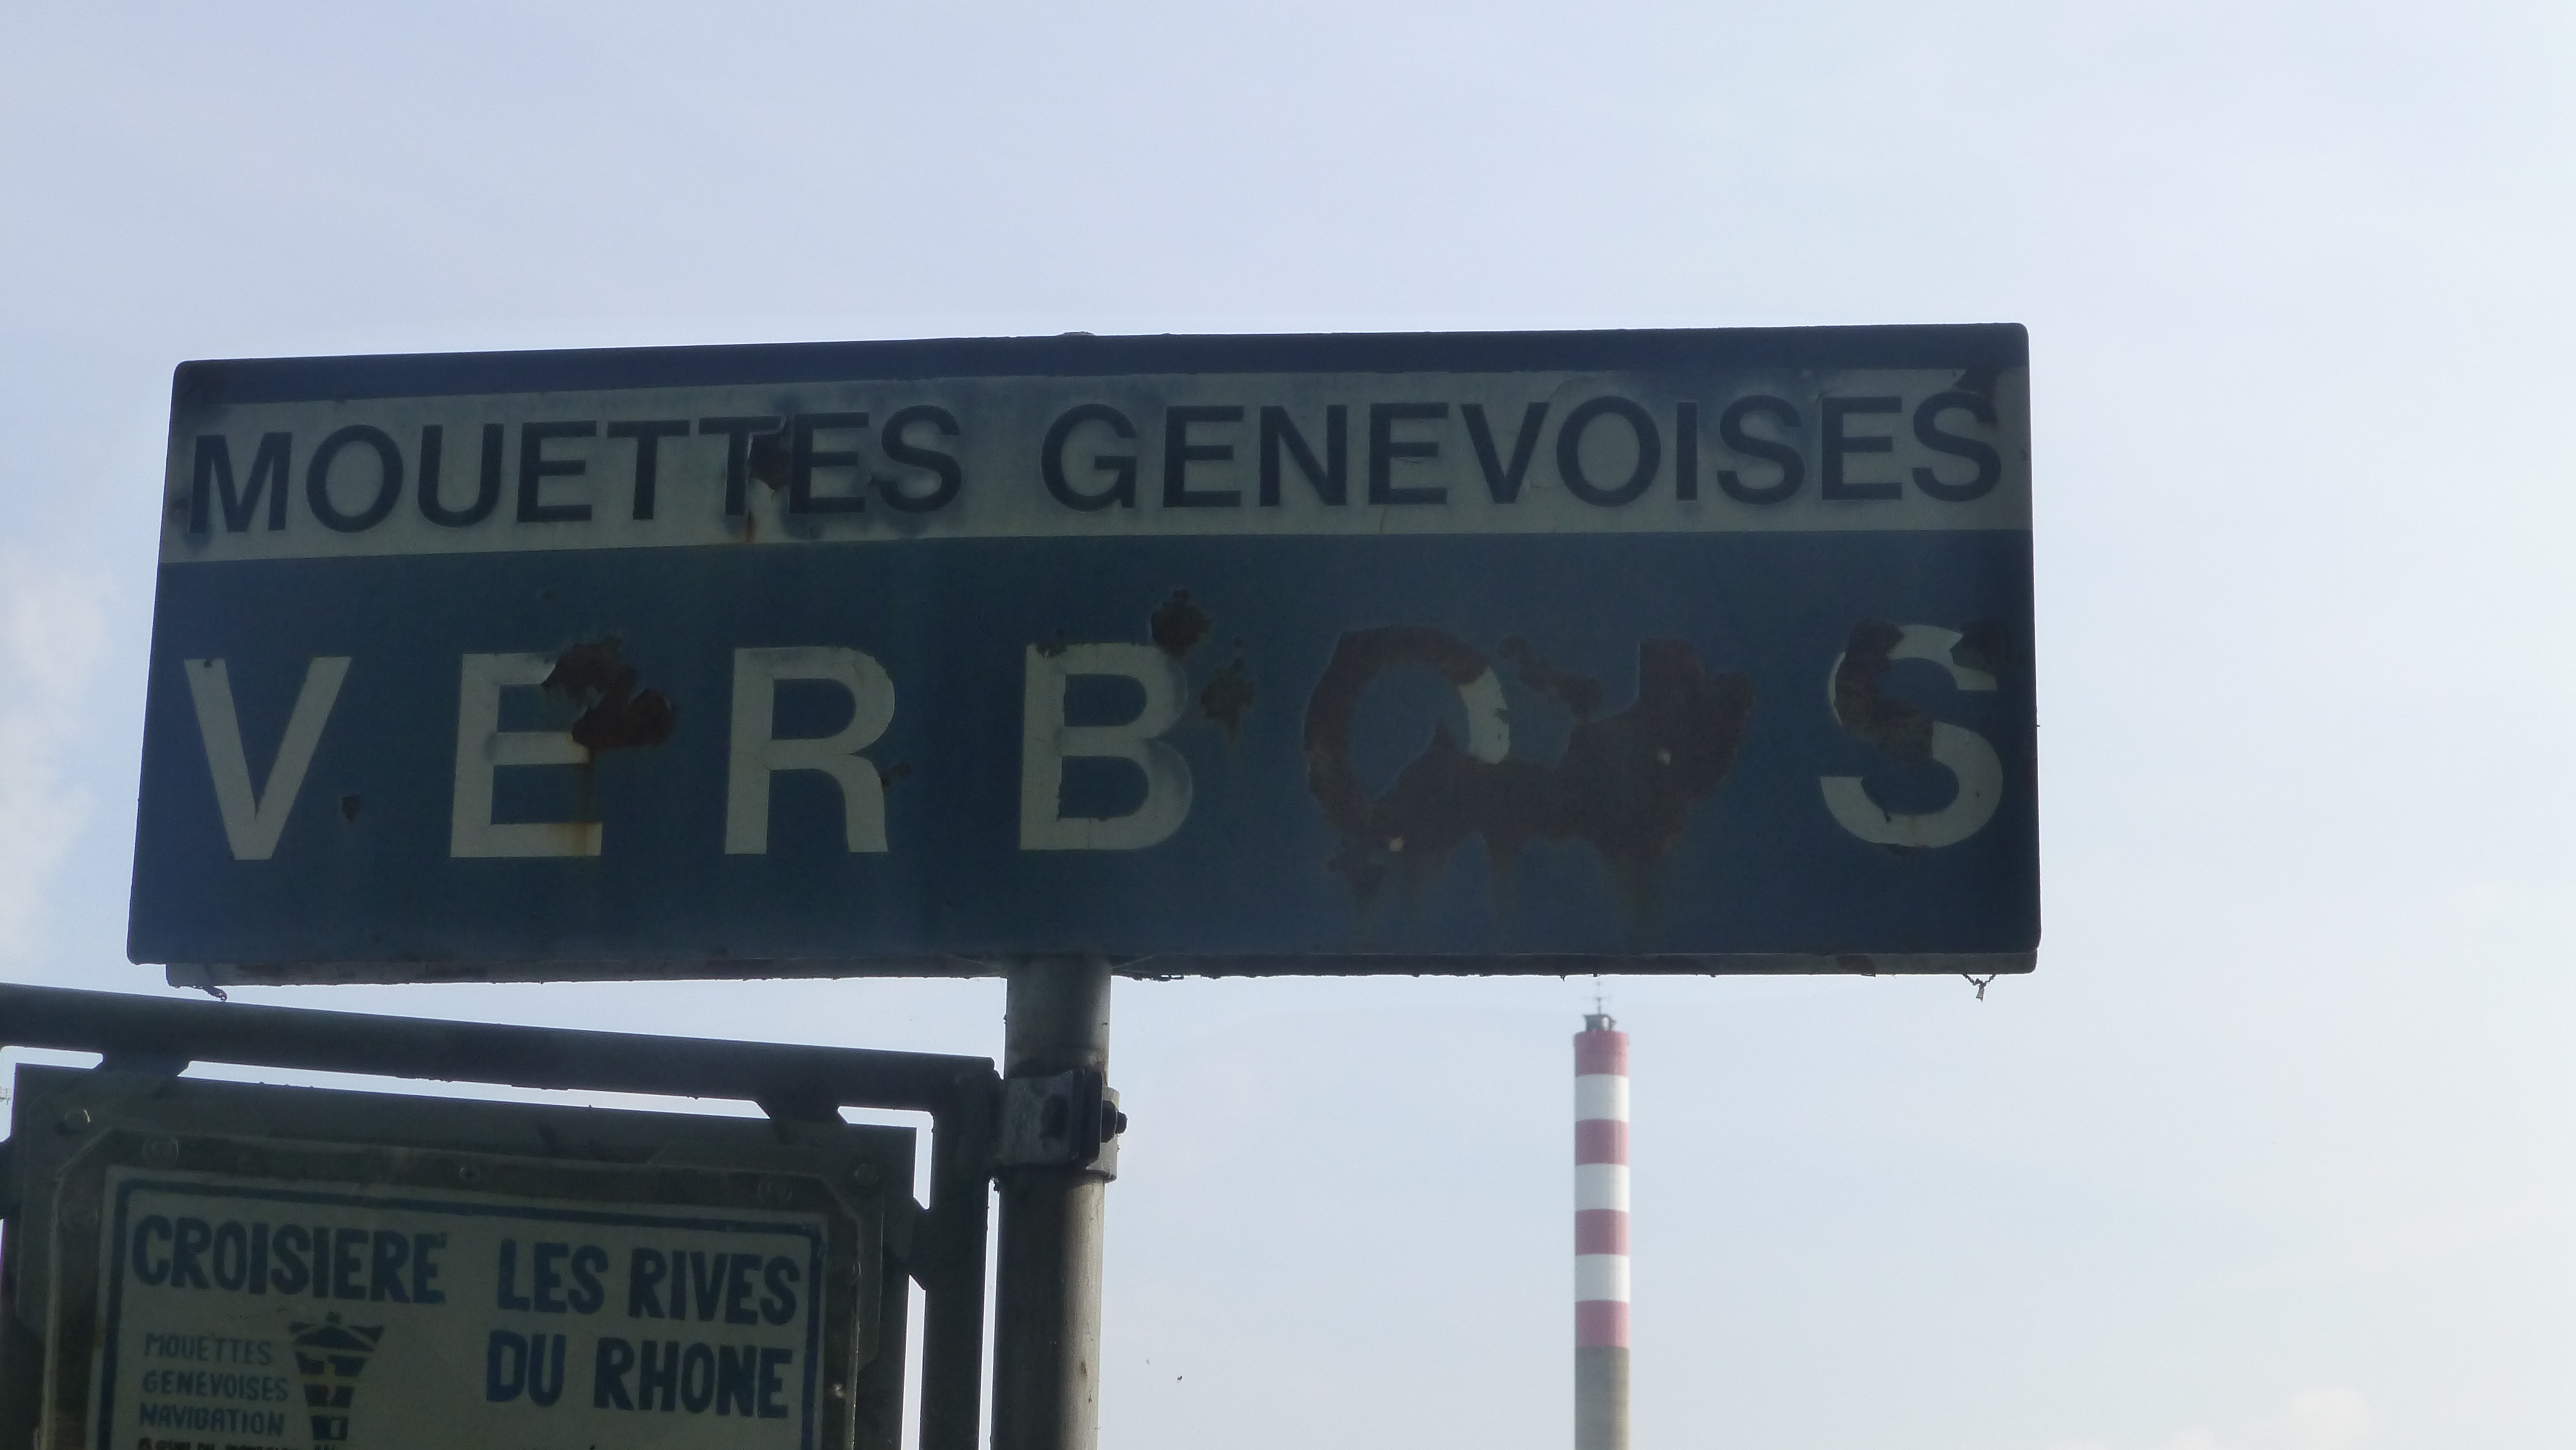 MOUETTES GENEVOISES
CROISIERE LES RIVES
DU RHONE
MOUETTES
GENEVOISES
NAVIGATION